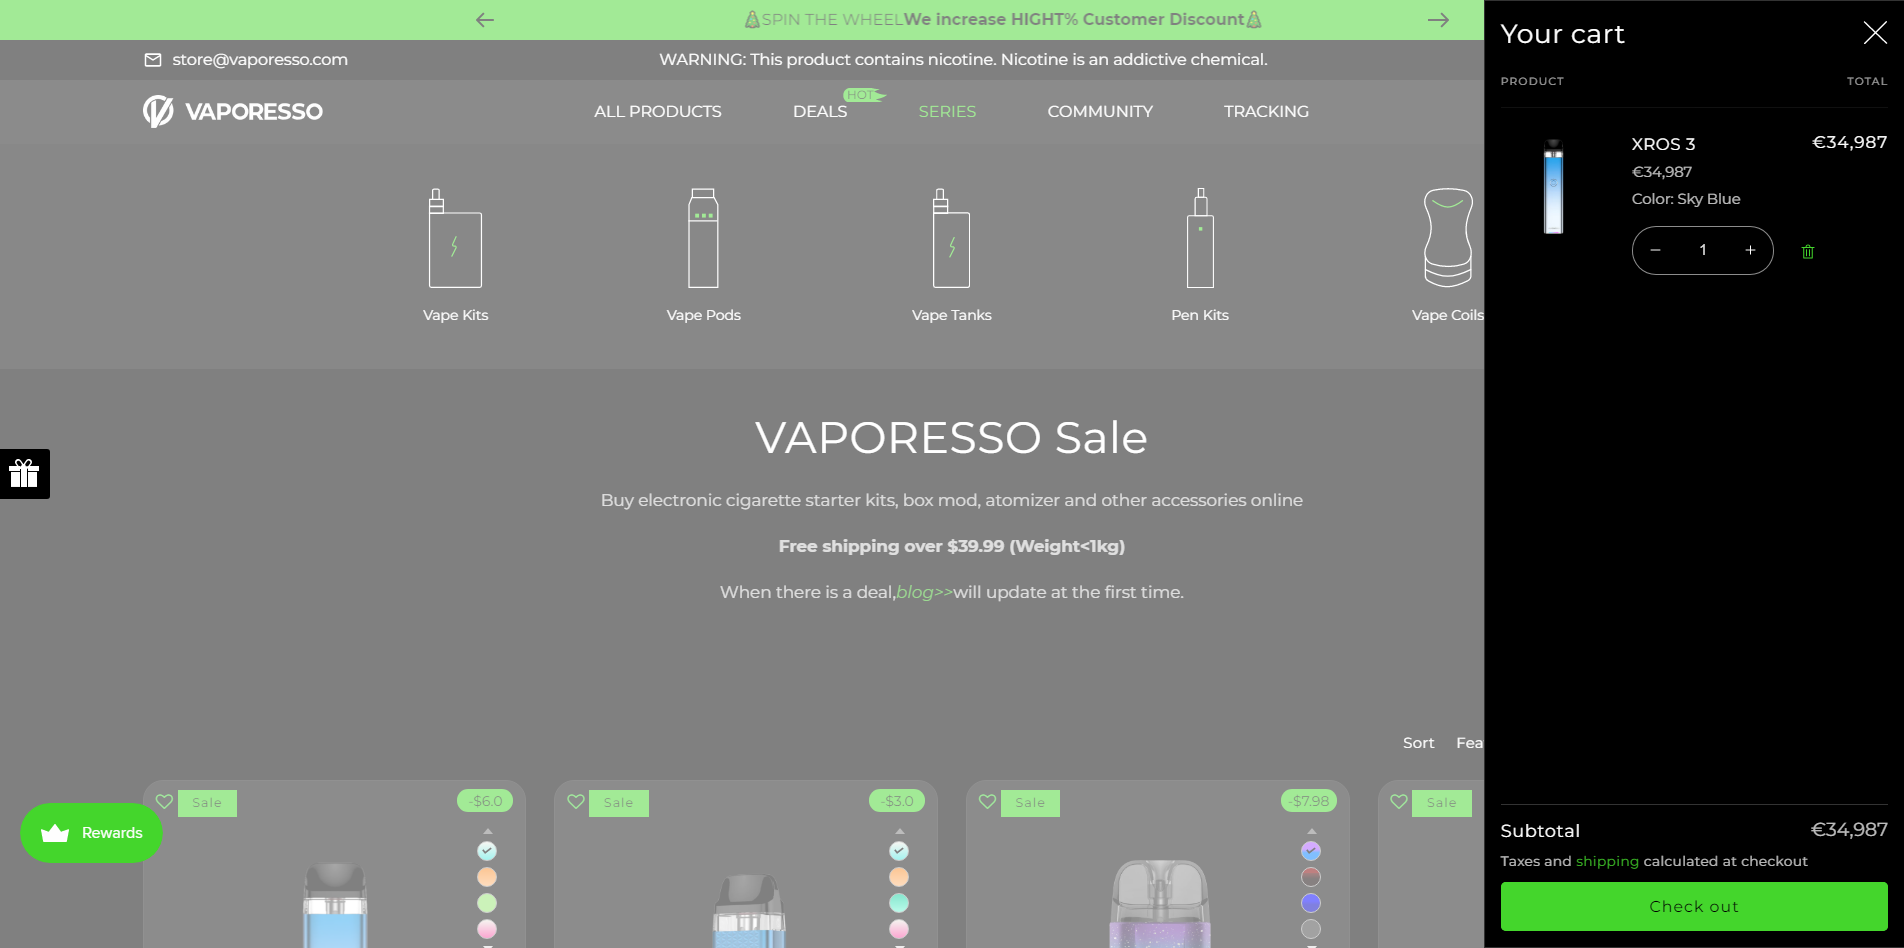 🎄SPIN THE WHEELWe increase HIGHT% Customer Discount🎄
store@vaporesso.com
WARNING: This product contains nicotine. Nicotine is an addictive chemical.
VAPORESSO
ALL PRODUCTS
DEALS
HOT
SERIES
COMMUNITY
TRACKING
Vape Kits
Vape Pods
Vape Tanks
Pen Kits
Vape Coils
VAPORESSO Sale
Buy electronic cigarette starter kits, box mod, atomizer and other accessories online
Free shipping over $39.99 (Weight<1kg)
When there is a deal,blog>>will update at the first time.
Sort Fea
Sale
-$6.0
Sale
-$3.0
Sale
-$7.98
Sale
Rewards
Your cart
PRODUCT
TOTAL
XROS 3
€34,987
€34,987
Color: Sky Blue
− 1 +
Subtotal
€34,987
Taxes and shipping calculated at checkout
Check out